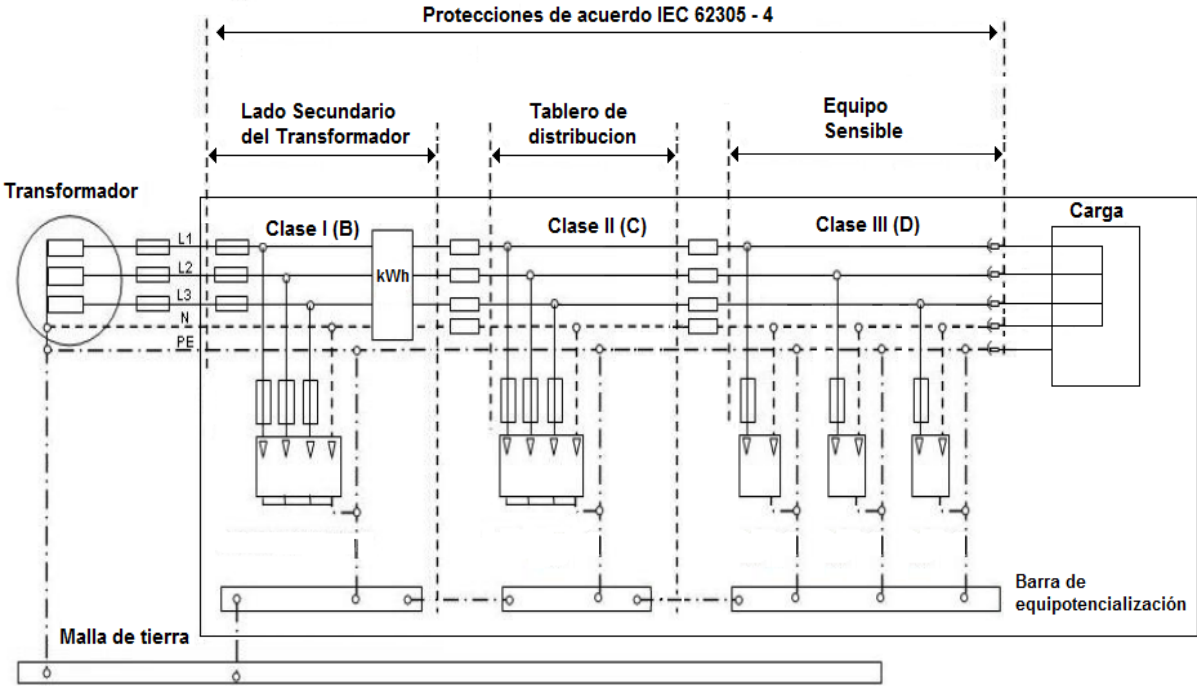 Protecciones de acuerdo IEC 62305 - 4
Lado Secundario
del Transformador
Tablero de
distribucion
Equipo
Sensible
Transformador
Clase I (B)
Clase II (C)
Clase III (D)
Carga
L1
L2
kWh
L3
N
PE
Barra de
equipotencialización
Malla de tierra